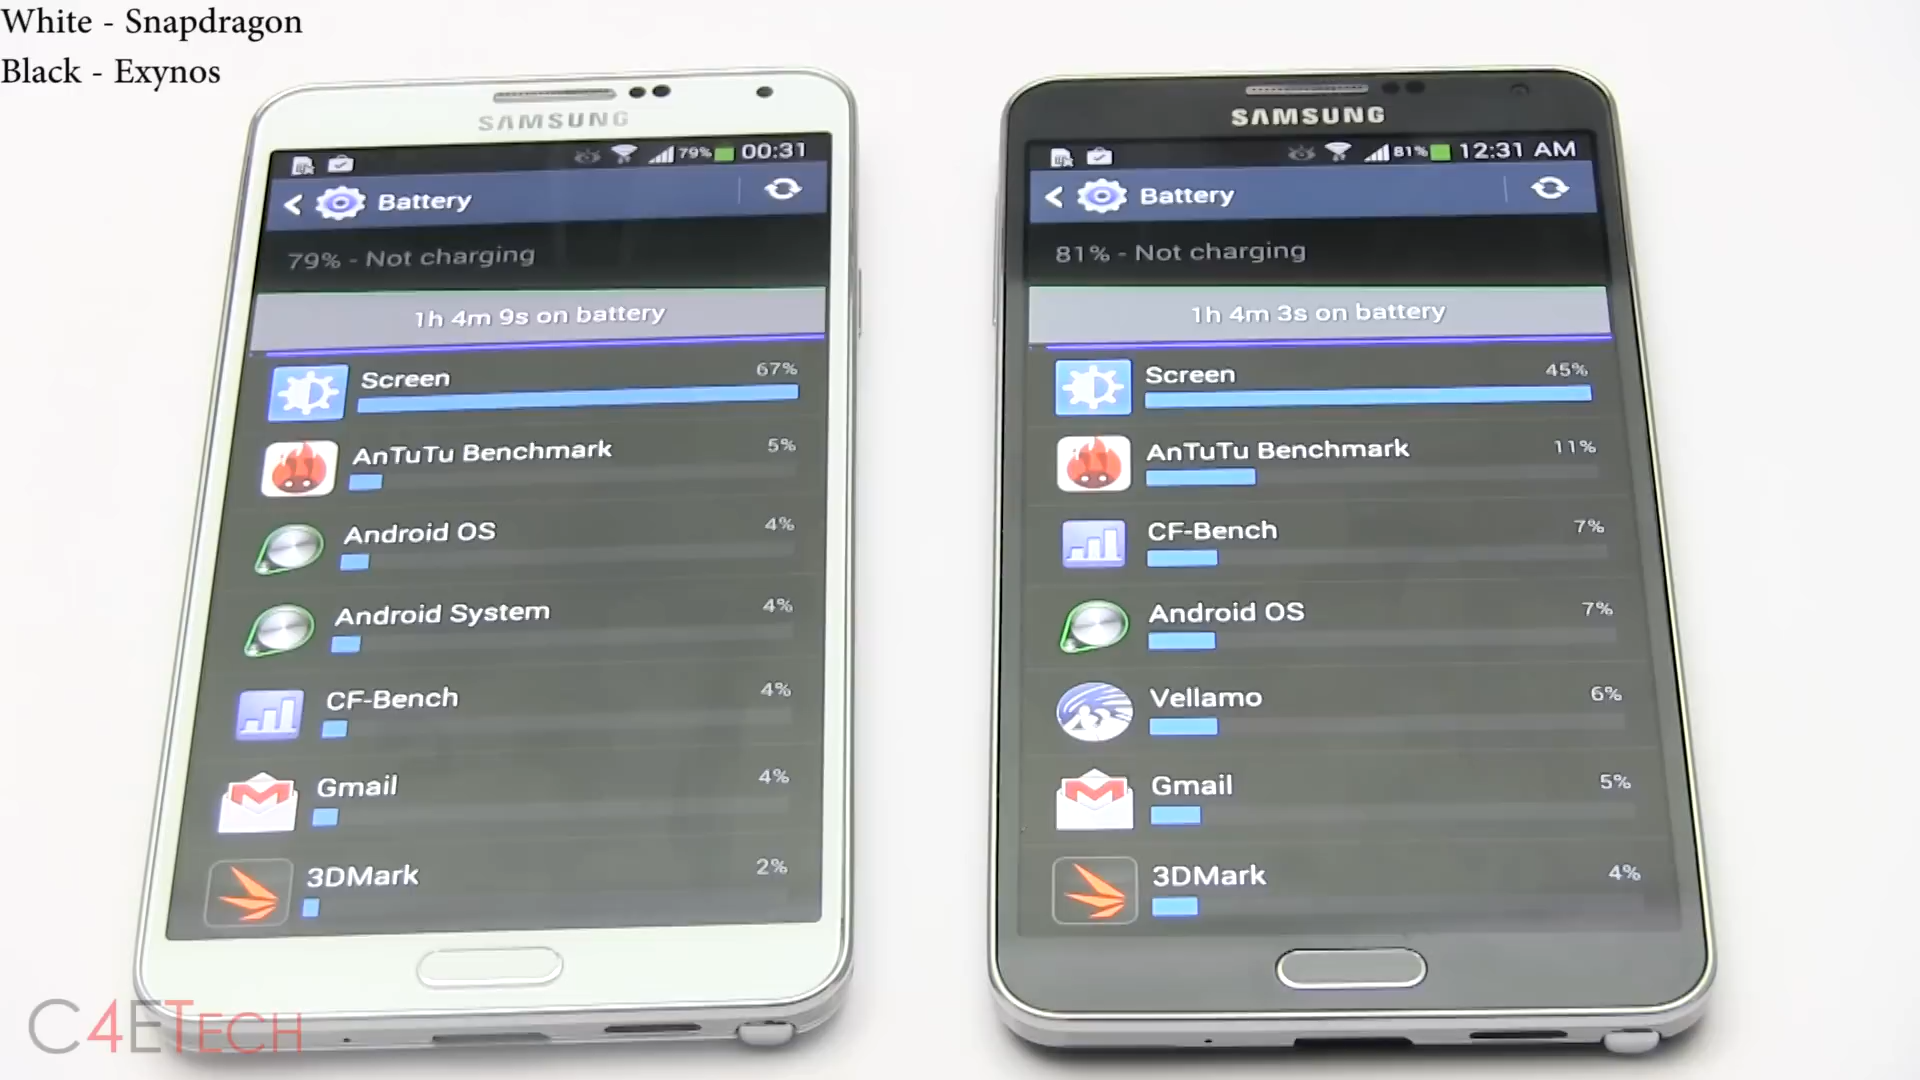 White - Snapdragon
Black - Exynos
SAMSUNG
79% 00:31
Battery
79% - Not charging
1h 4m 9s on battery
Screen 67%
AnTuTu Benchmark 5%
Android OS 4%
Android System 4%
CF-Bench 4%
Gmail 4%
3DMark 2%
SAMSUNG
81% 12:31 AM
Battery
81% - Not charging
1h 4m 3s on battery
Screen 45%
AnTuTu Benchmark 11%
CF-Bench 7%
Android OS 7%
Vellamo 6%
Gmail 5%
3DMark 4%
C4ETECH